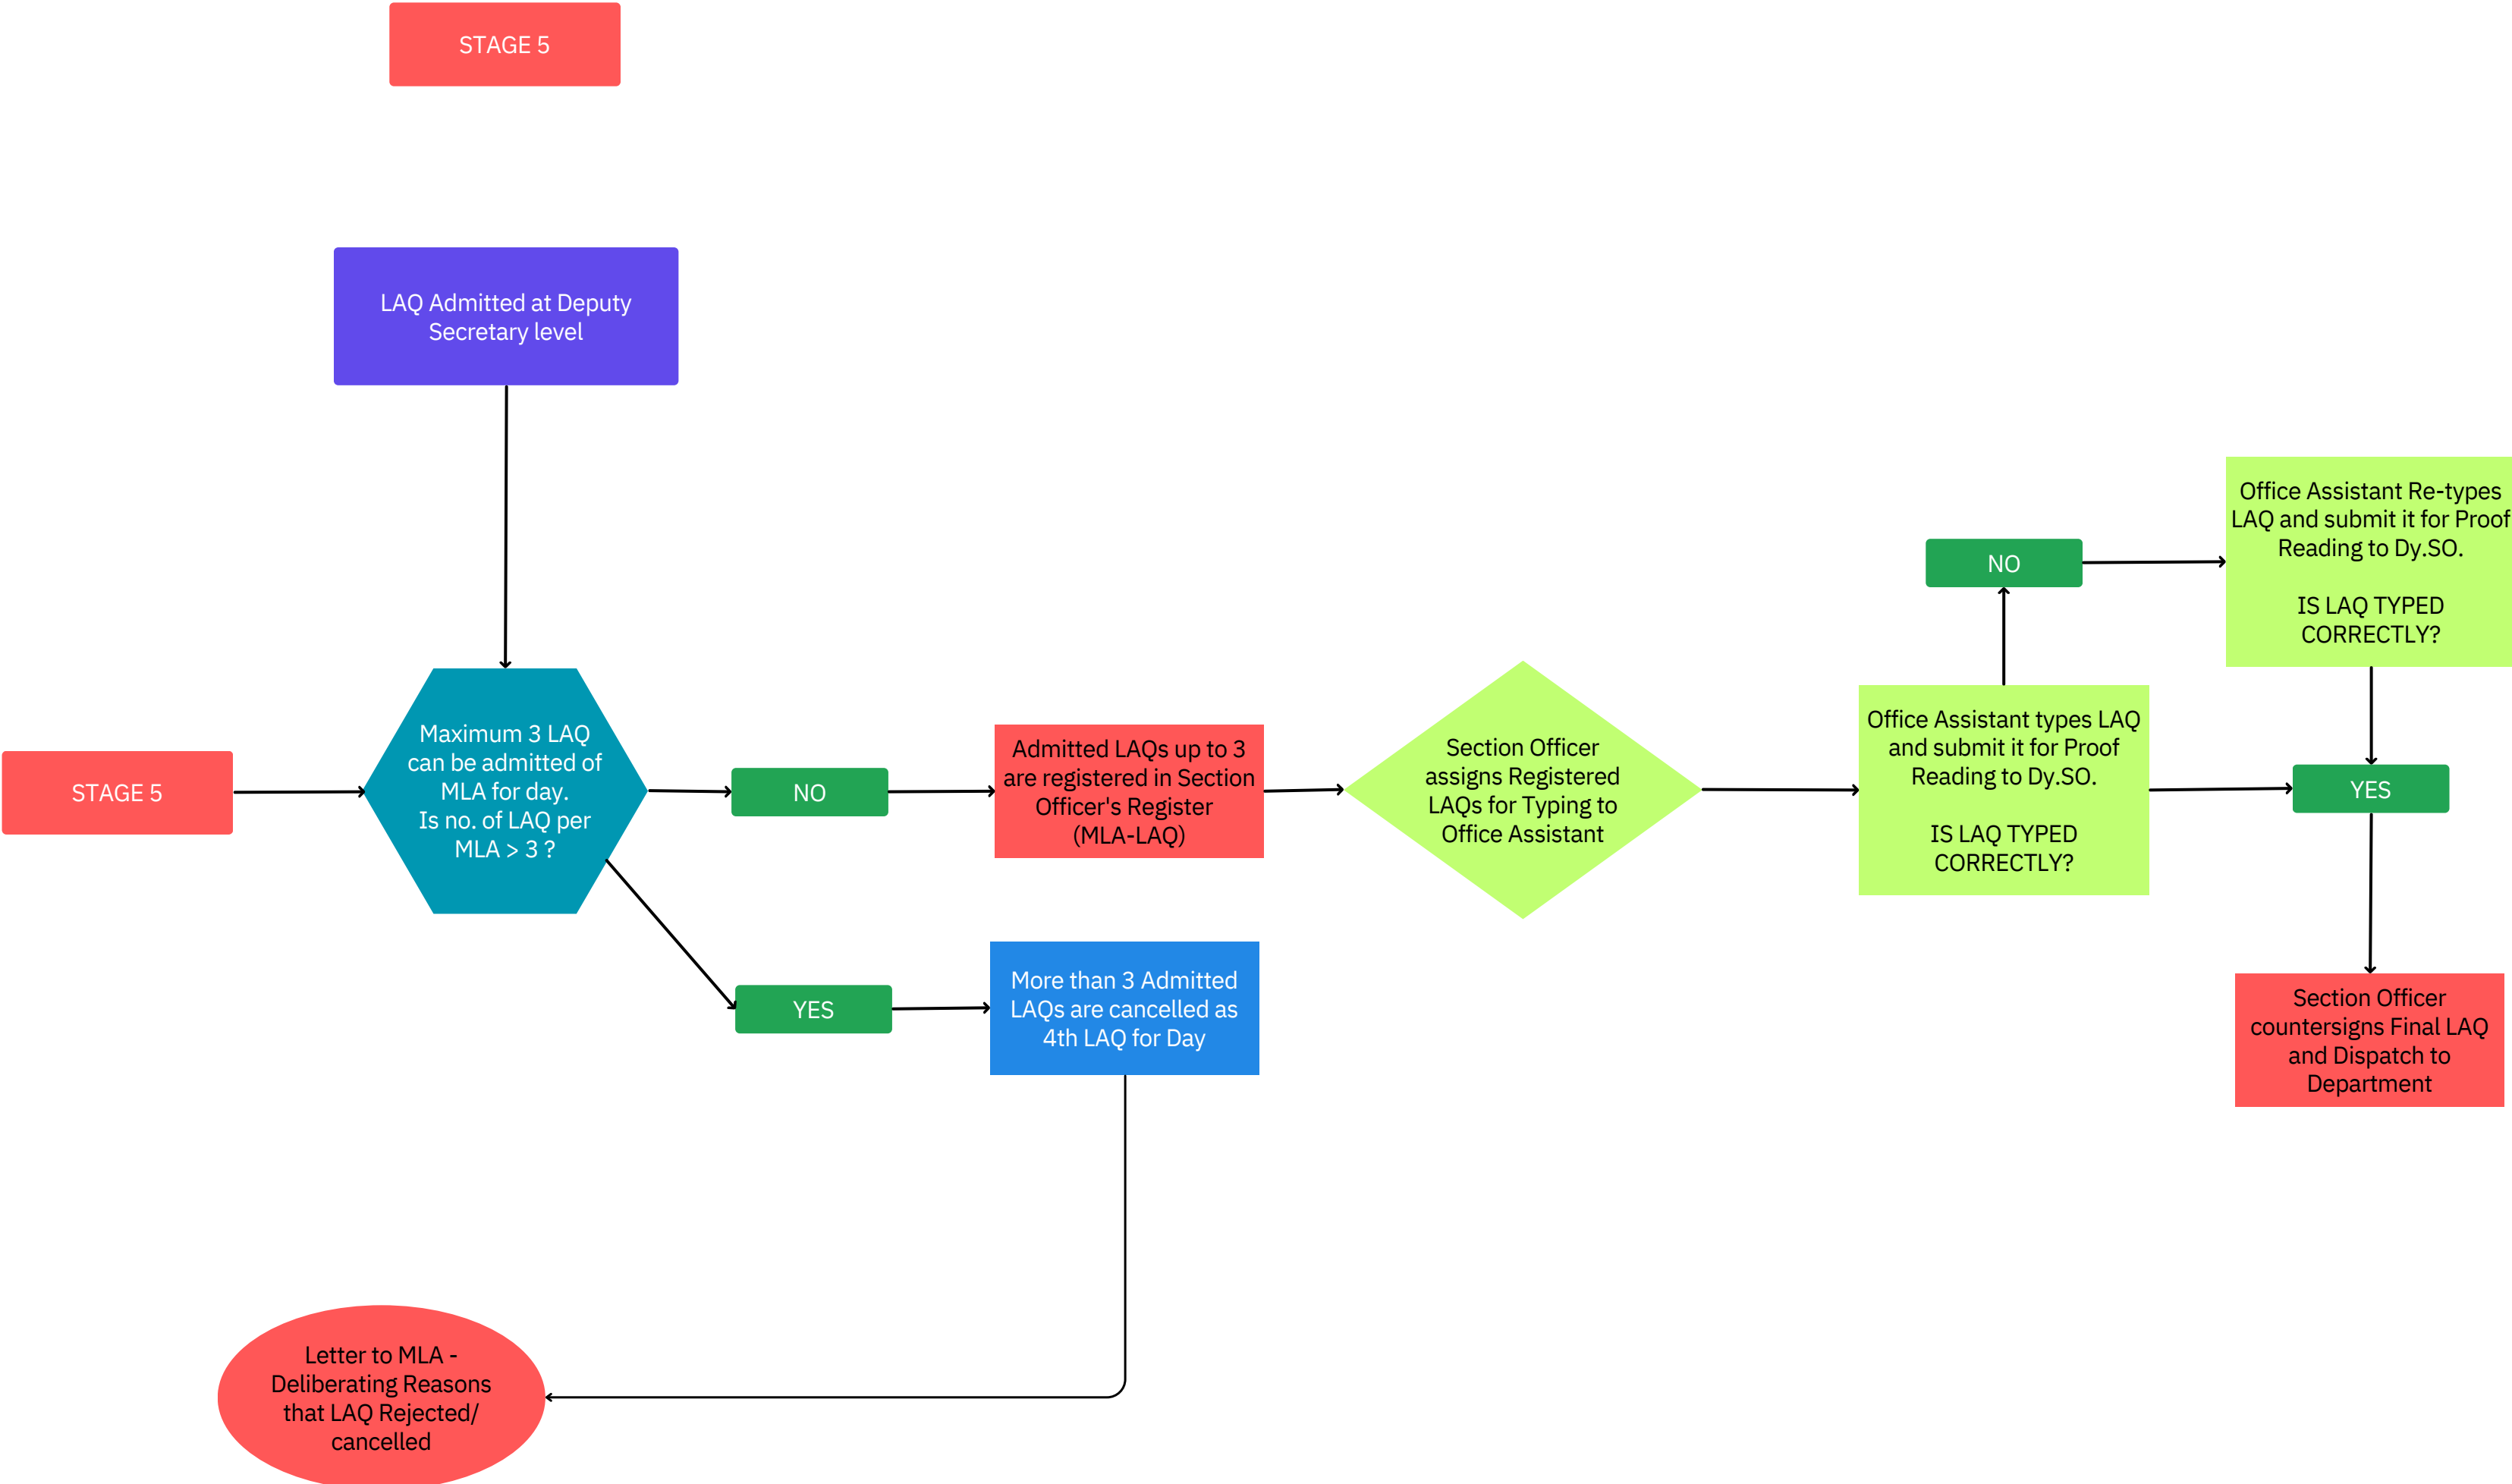 STAGE 5
LAQ Admitted at Deputy
Secretary level
STAGE 5
Maximum 3 LAQ
can be admitted of
MLA for day.
Is no. of LAQ per
MLA > 3 ?
NO
Admitted LAQs up to 3
are registered in Section
Officer's Register
(MLA-LAQ)
Section Officer
assigns Registered
LAQs for Typing to
Office Assistant
Office Assistant types LAQ
and submit it for Proof
Reading to Dy.SO.
IS LAQ TYPED
CORRECTLY?
NO
Office Assistant Re-types
LAQ and submit it for Proof
Reading to Dy.SO.
IS LAQ TYPED
CORRECTLY?
YES
Section Officer
countersigns Final LAQ
and Dispatch to
Department
YES
More than 3 Admitted
LAQs are cancelled as
4th LAQ for Day
Letter to MLA -
Deliberating Reasons
that LAQ Rejected/
cancelled